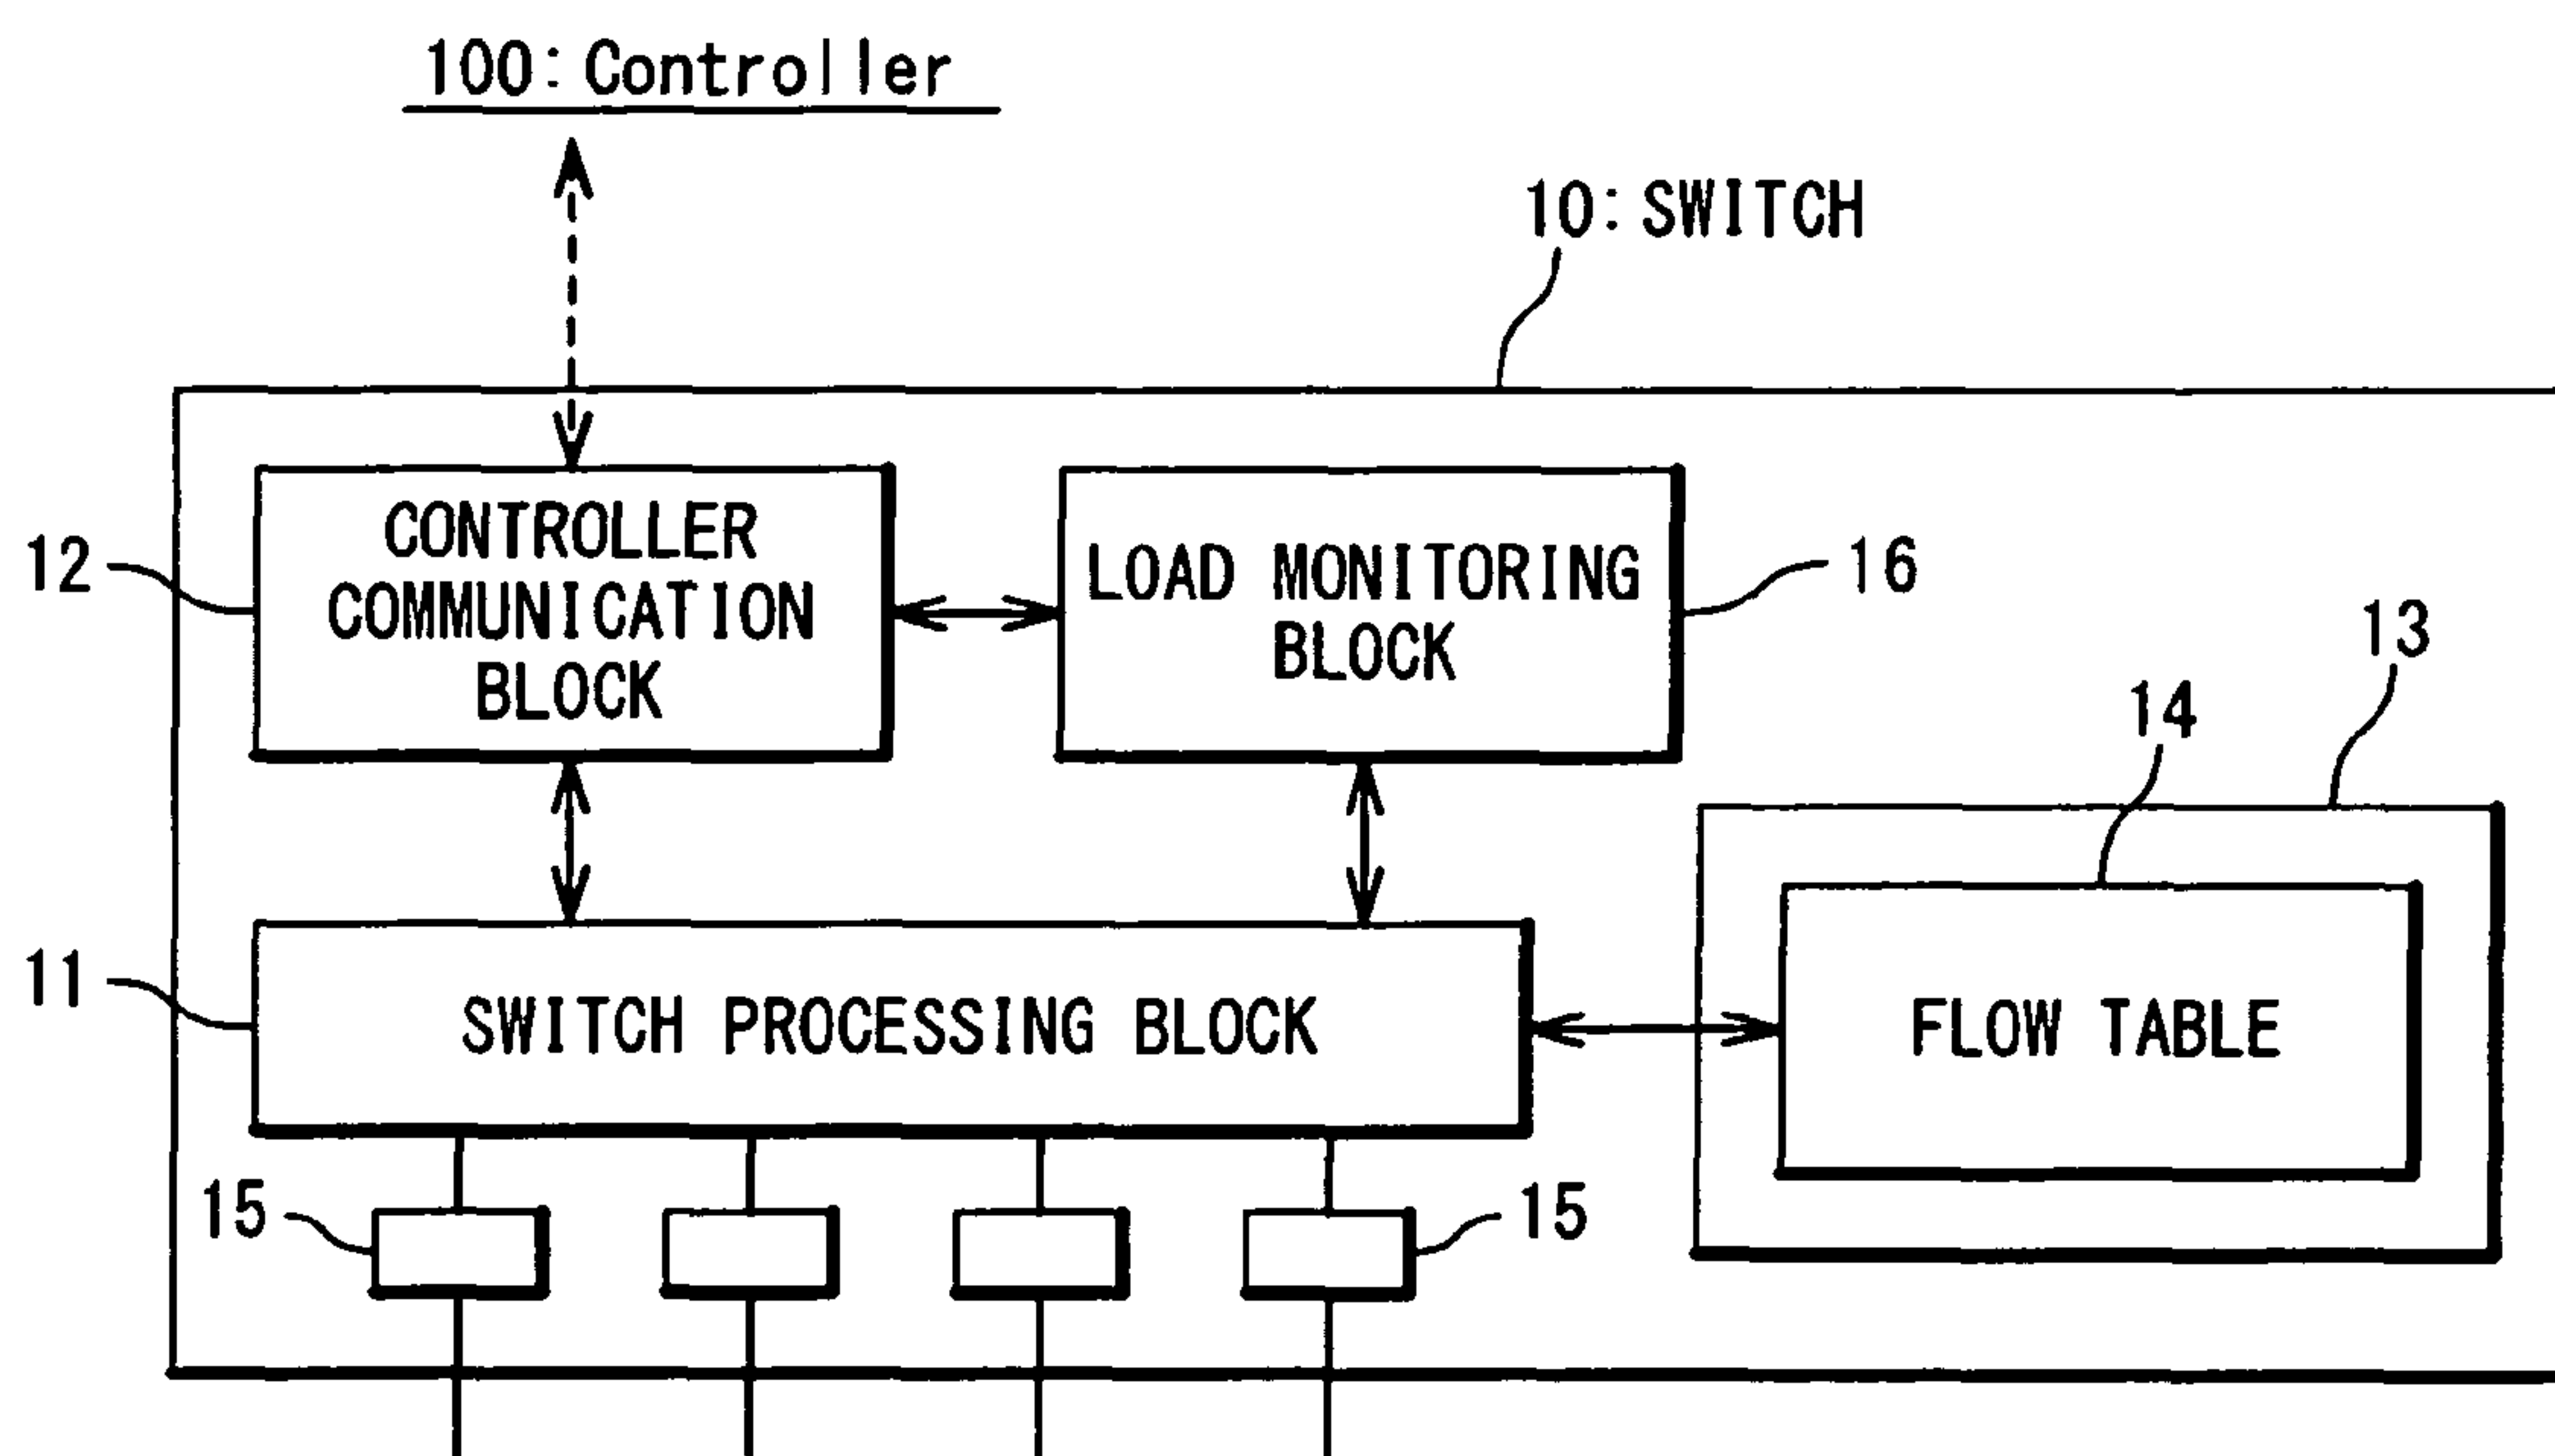 100: Controller
10: SWITCH
12
CONTROLLER
COMMUNICATION
BLOCK
LOAD MONITORING
BLOCK
16
13
14
11
SWITCH PROCESSING BLOCK
FLOW TABLE
15
15